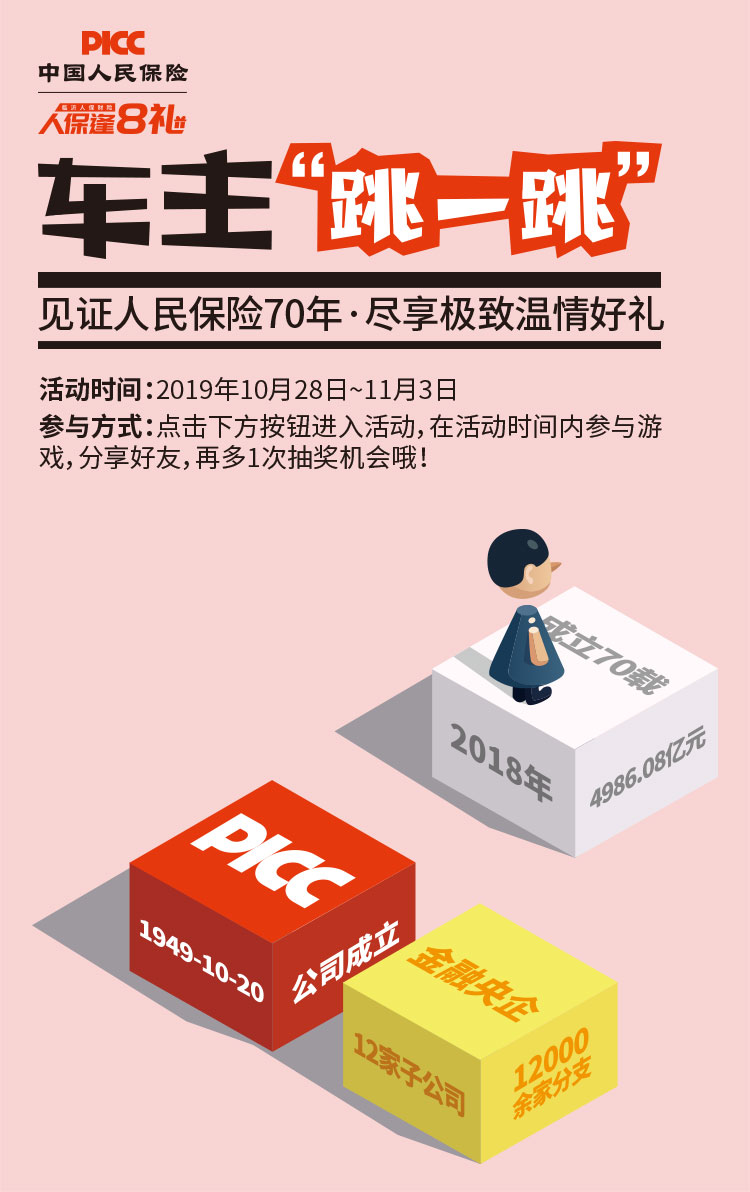 PICC
中国人民保险
人保逢8礼
车主“跳一跳”
见证人民保险70年·尽享极致温情好礼
活动时间：2019年10月28日~11月3日
参与方式：点击下方按钮进入活动，在活动时间内参与游
戏，分享好友，再多1次抽奖机会哦！
成立70载
2018年
4986.08亿元
PICC
1949-10-20
公司成立
金融央企
12家子公司
12000
余家分支